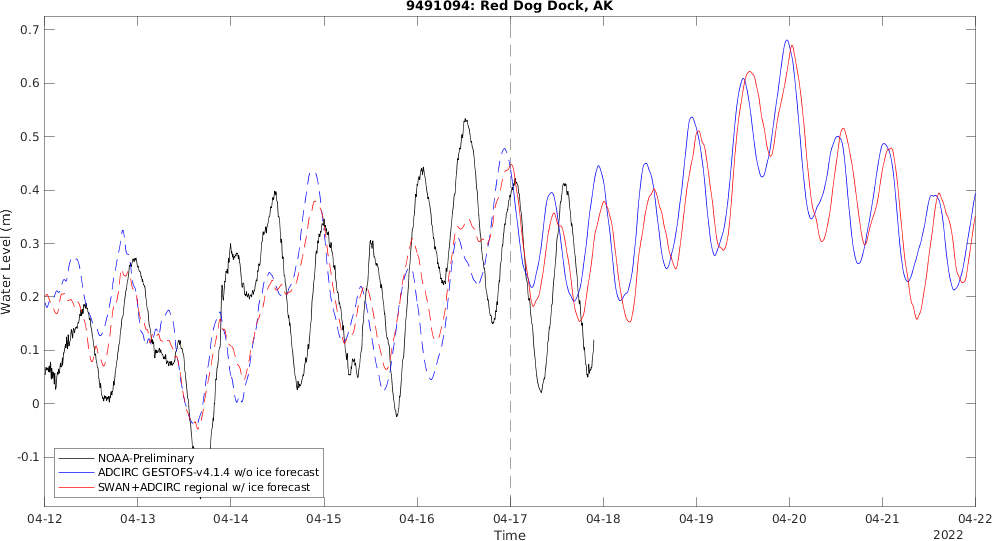 9491094: Red Dog Dock, AK
Water Level (m)
0.7
0.6
0.5
0.4
0.3
0.2
0.1
0
-0.1
NOAA-Preliminary
ADCIRC GESTOFS-v4.1.4 w/o ice forecast
SWAN+ADCIRC regional w/ ice forecast
04-12 04-13 04-14 04-15 04-16 04-17 04-18 04-19 04-20 04-21 04-22
Time
2022